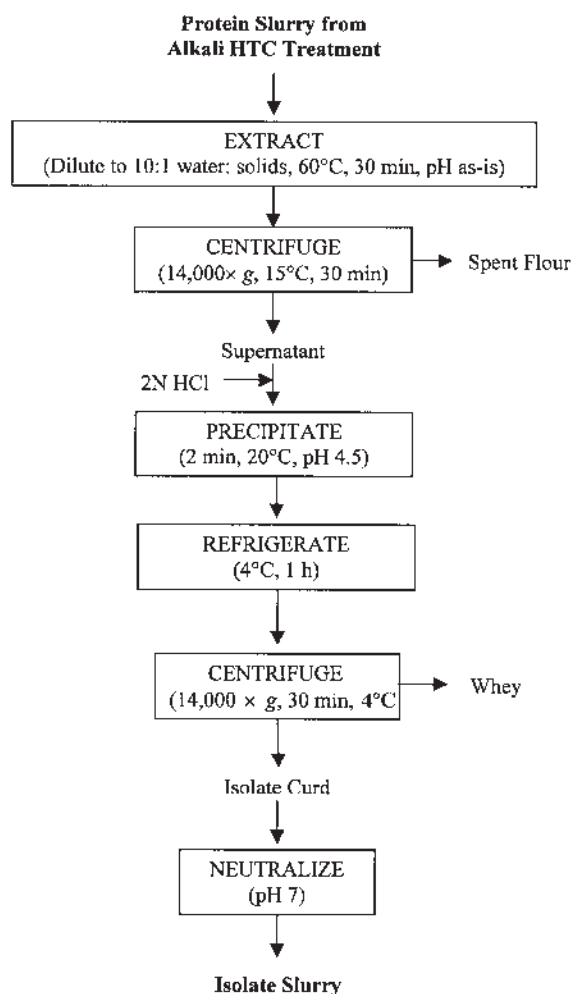 Protein Slurry from
Alkali HTC Treatment
EXTRACT
(Dilute to 10:1 water: solids, 60°C, 30 min, pH as-is)
CENTRIFUGE
(14,000× g, 15°C, 30 min)
Spent Flour
Supernatant
2N HCl
PRECIPITATE
(2 min, 20°C, pH 4.5)
REFRIGERATE
(4°C, 1 h)
CENTRIFUGE
(14,000 × g, 30 min, 4°C
Whey
Isolate Curd
NEUTRALIZE
(pH 7)
Isolate Slurry